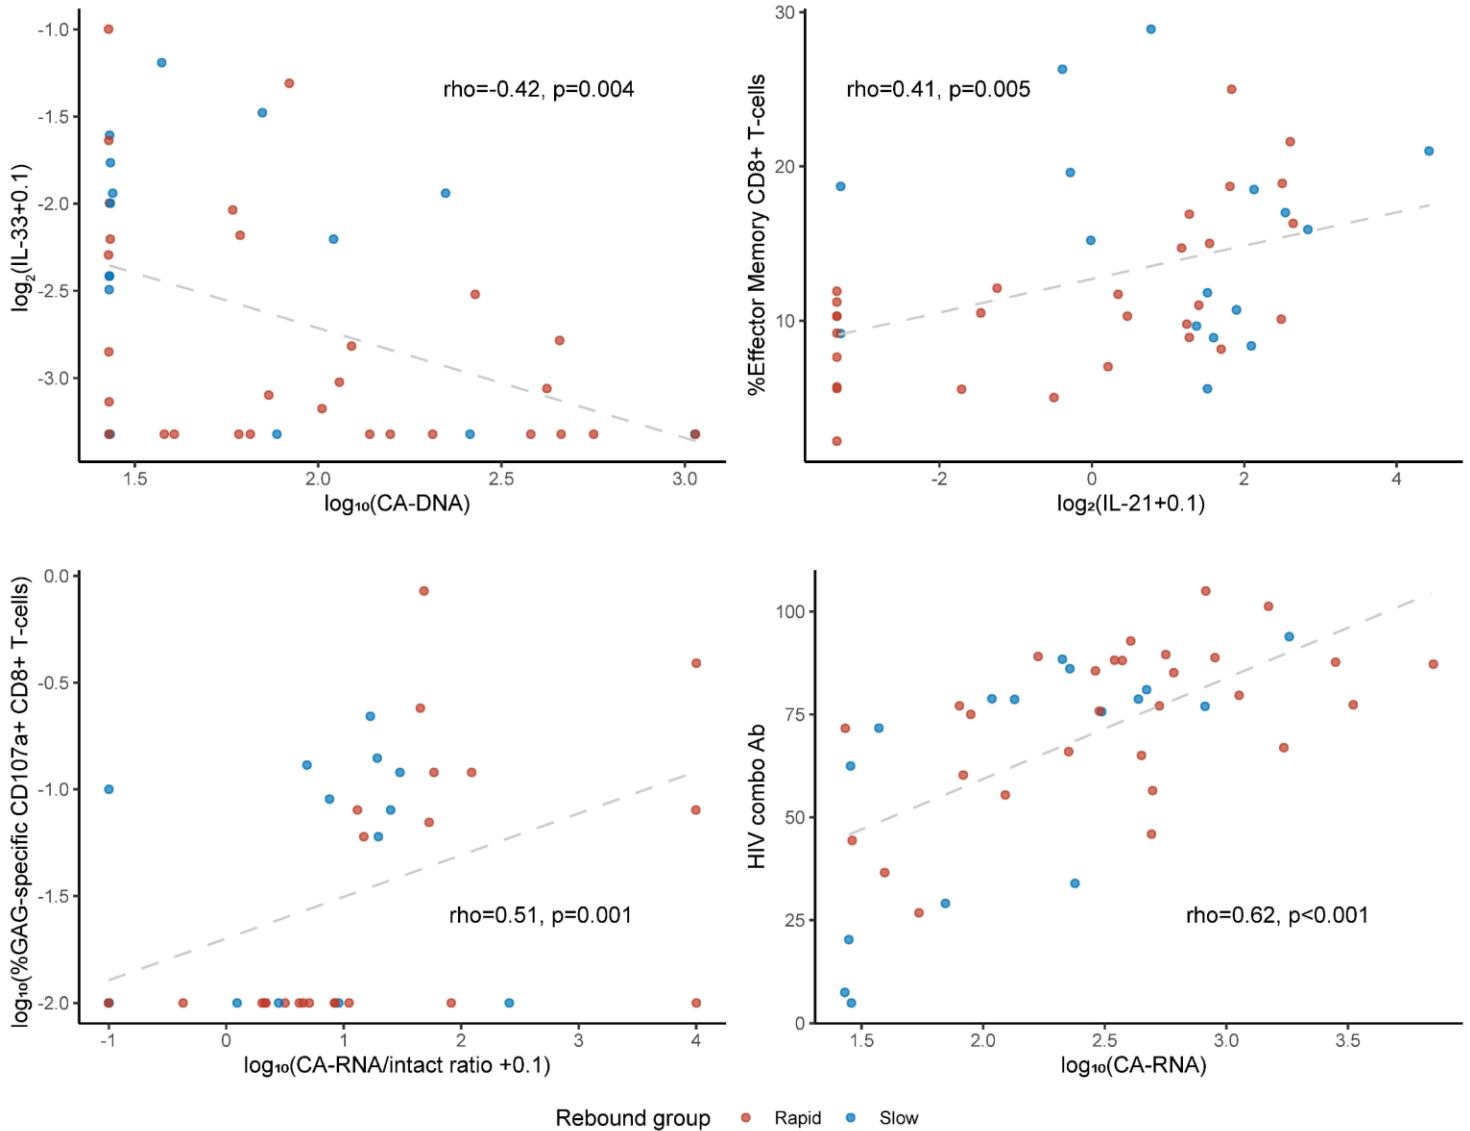 -1.0
-1.5
-2.0
-2.5
-3.0
log₂(IL-33+0.1)
rho=-0.42, p=0.004
1.5 2.0 2.5 3.0
log₁₀(CA-DNA)
30
20
10
%Effector Memory CD8+ T-cells
rho=0.41, p=0.005
-2 0 2 4
log₂(IL-21+0.1)
0.0
-0.5
-1.0
-1.5
-2.0
log₁₀(%GAG-specific CD107a+ CD8+ T-cells)
rho=0.51, p=0.001
-1 0 1 2 3 4
log₁₀(CA-RNA/intact ratio +0.1)
100
75
50
25
0
HIV combo Ab
rho=0.62, p<0.001
1.5 2.0 2.5 3.0 3.5
log₁₀(CA-RNA)
Rebound group Rapid Slow